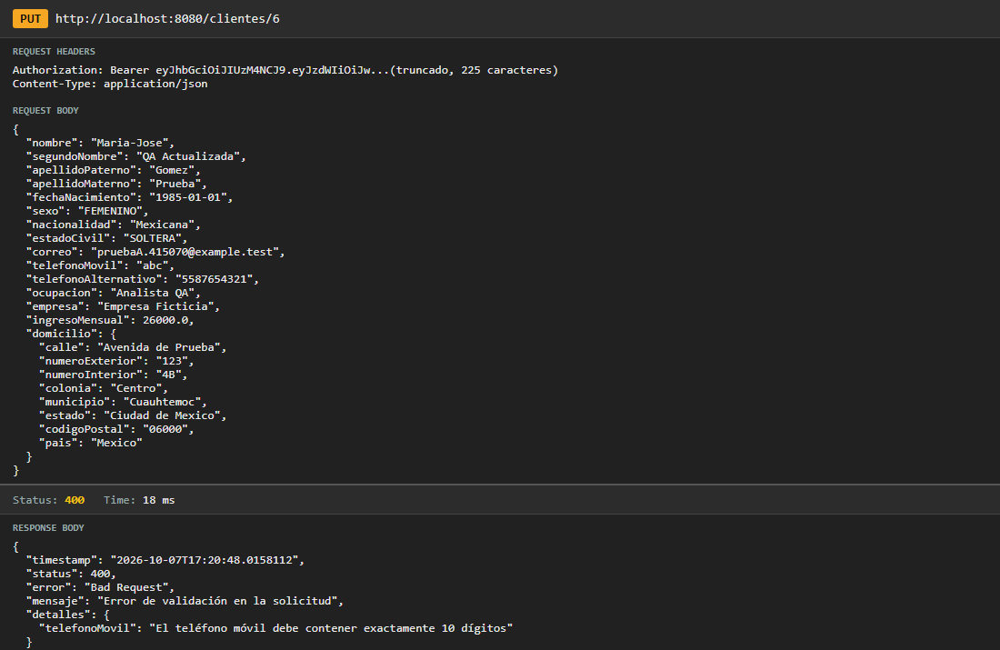 PUT http://localhost:8080/clientes/6
REQUEST HEADERS
Authorization: Bearer eyJhbGciOiJIUzM4NCJ9.eyJzdWIiOiJw...(truncado, 225 caracteres)
Content-Type: application/json
REQUEST BODY
{
  "nombre": "Maria-Jose",
  "segundoNombre": "QA Actualizada",
  "apellidoPaterno": "Gomez",
  "apellidoMaterno": "Prueba",
  "fechaNacimiento": "1985-01-01",
  "sexo": "FEMENINO",
  "nacionalidad": "Mexicana",
  "estadoCivil": "SOLTERA",
  "correo": "pruebaA.415070@example.test",
  "telefonoMovil": "abc",
  "telefonoAlternativo": "5587654321",
  "ocupacion": "Analista QA",
  "empresa": "Empresa Ficticia",
  "ingresoMensual": 26000.0,
  "domicilio": {
    "calle": "Avenida de Prueba",
    "numeroExterior": "123",
    "numeroInterior": "4B",
    "colonia": "Centro",
    "municipio": "Cuauhtemoc",
    "estado": "Ciudad de Mexico",
    "codigoPostal": "06000",
    "pais": "Mexico"
  }
}
Status: 400 Time: 18 ms
RESPONSE BODY
{
  "timestamp": "2026-10-07T17:20:48.0158112",
  "status": 400,
  "error": "Bad Request",
  "mensaje": "Error de validación en la solicitud",
  "detalles": {
    "telefonoMovil": "El teléfono móvil debe contener exactamente 10 dígitos"
  }